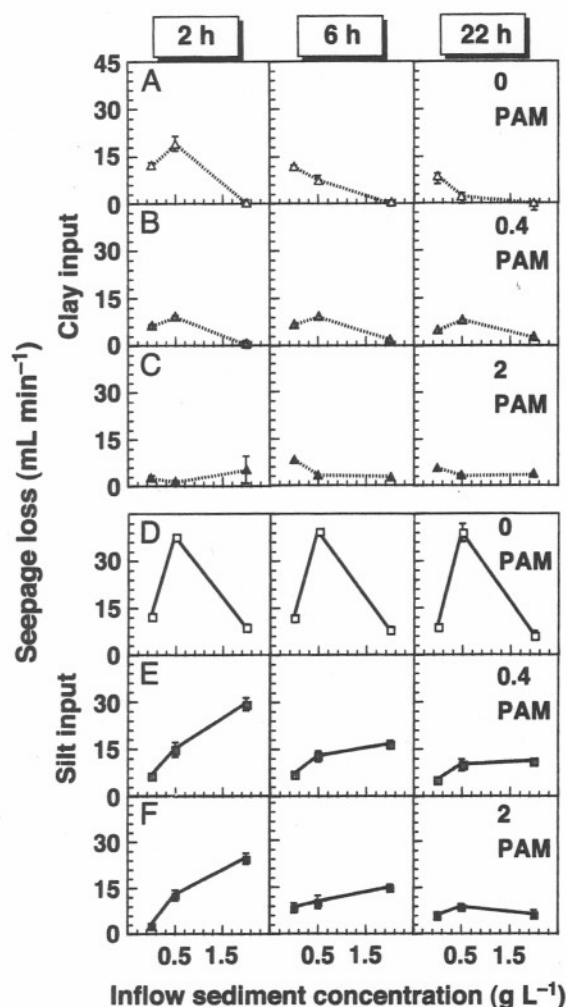 2 h 6 h 22 h
45
A
0
PAM
30
15
0
B
0.4
PAM
30
15
0
C
2
PAM
30
15
0
Clay input
Seepage loss (mL min⁻¹)
D
0
PAM
30
15
0
E
0.4
PAM
30
15
0
F
2
PAM
30
15
0
Silt input
0.5 1.5 0.5 1.5 0.5 1.5
Inflow sediment concentration (g L⁻¹)